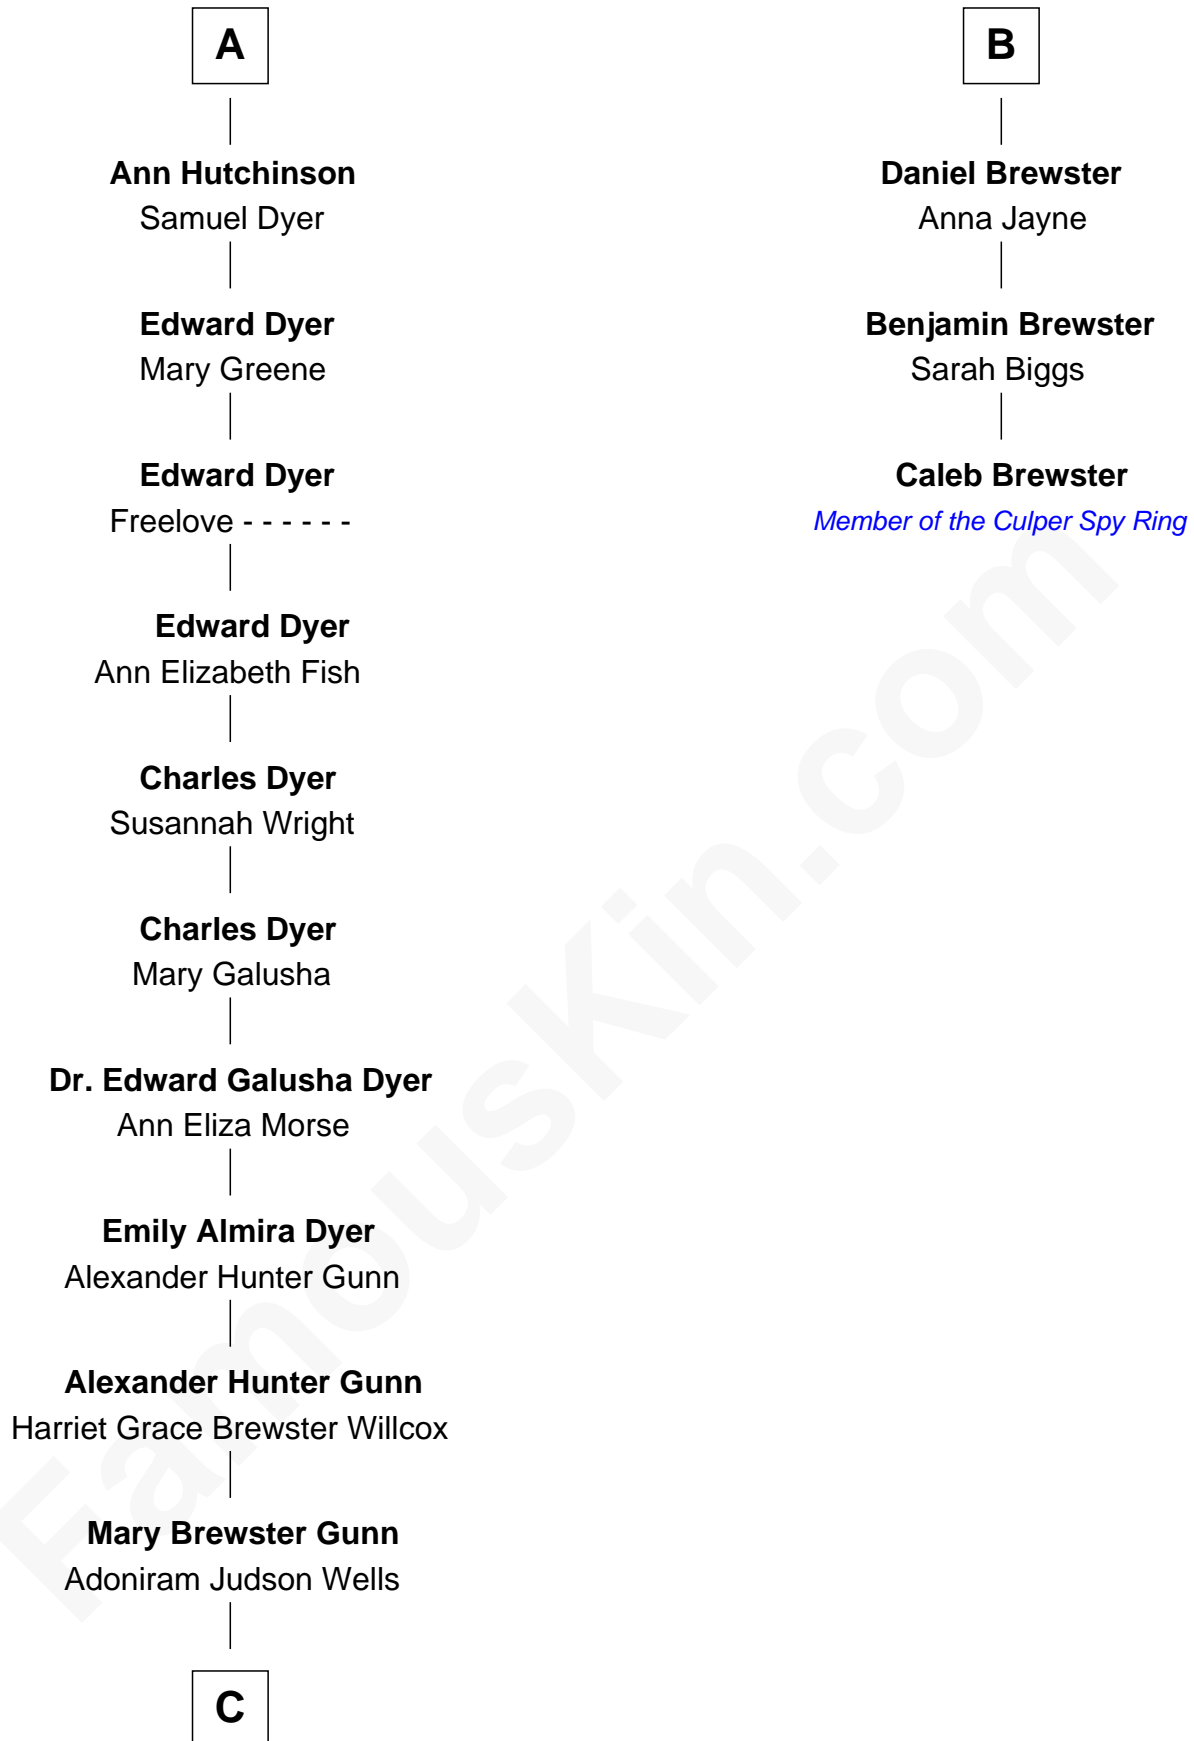 A
Ann Hutchinson
Samuel Dyer
Edward Dyer
Mary Greene
Edward Dyer
Freelove - - - - - -
Edward Dyer
Ann Elizabeth Fish
Charles Dyer
Susannah Wright
Charles Dyer
Mary Galusha
Dr. Edward Galusha Dyer
Ann Eliza Morse
Emily Almira Dyer
Alexander Hunter Gunn
Alexander Hunter Gunn
Harriet Grace Brewster Willcox
Mary Brewster Gunn
Adoniram Judson Wells
C
B
Daniel Brewster
Anna Jayne
Benjamin Brewster
Sarah Biggs
Caleb Brewster
Member of the Culper Spy Ring
FamousKin.com